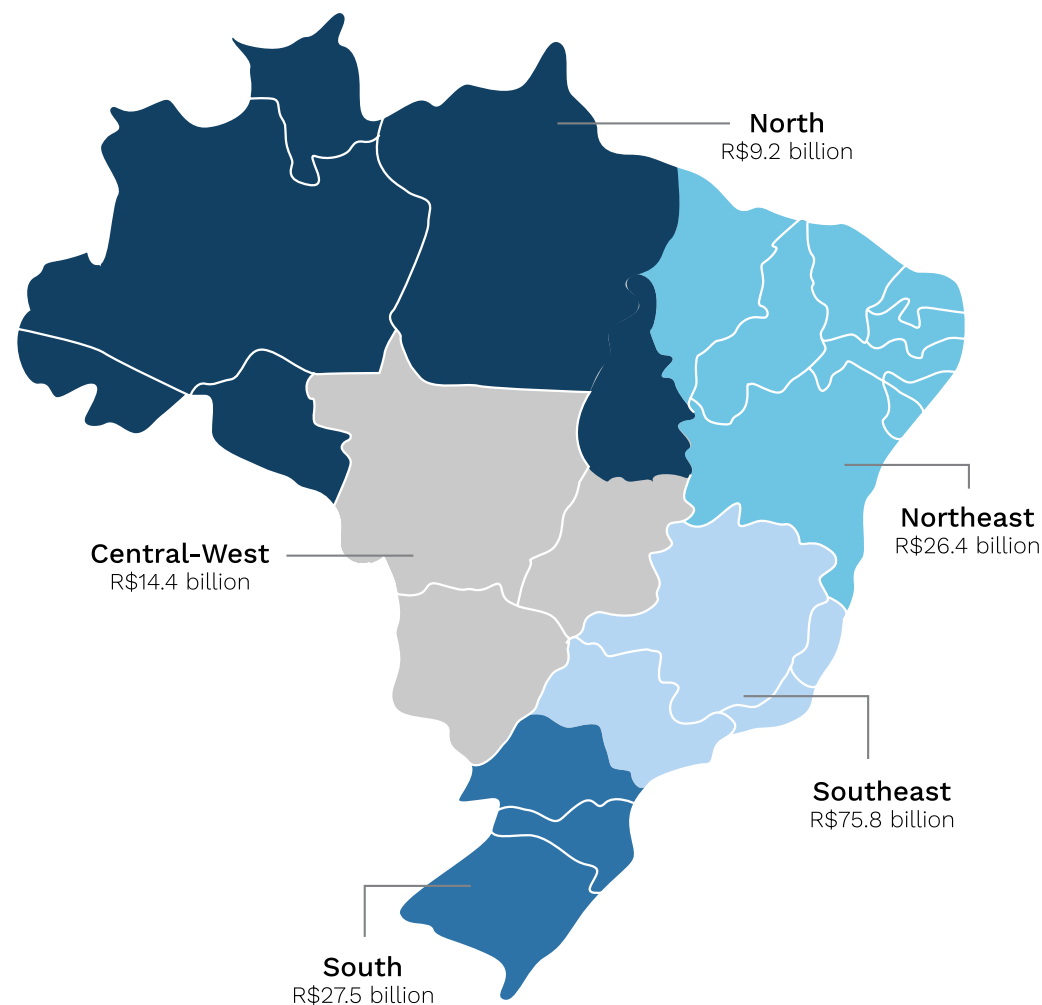 North
R$9.2 billion
Northeast
R$26.4 billion
Central-West
R$14.4 billion
Southeast
R$75.8 billion
South
R$27.5 billion